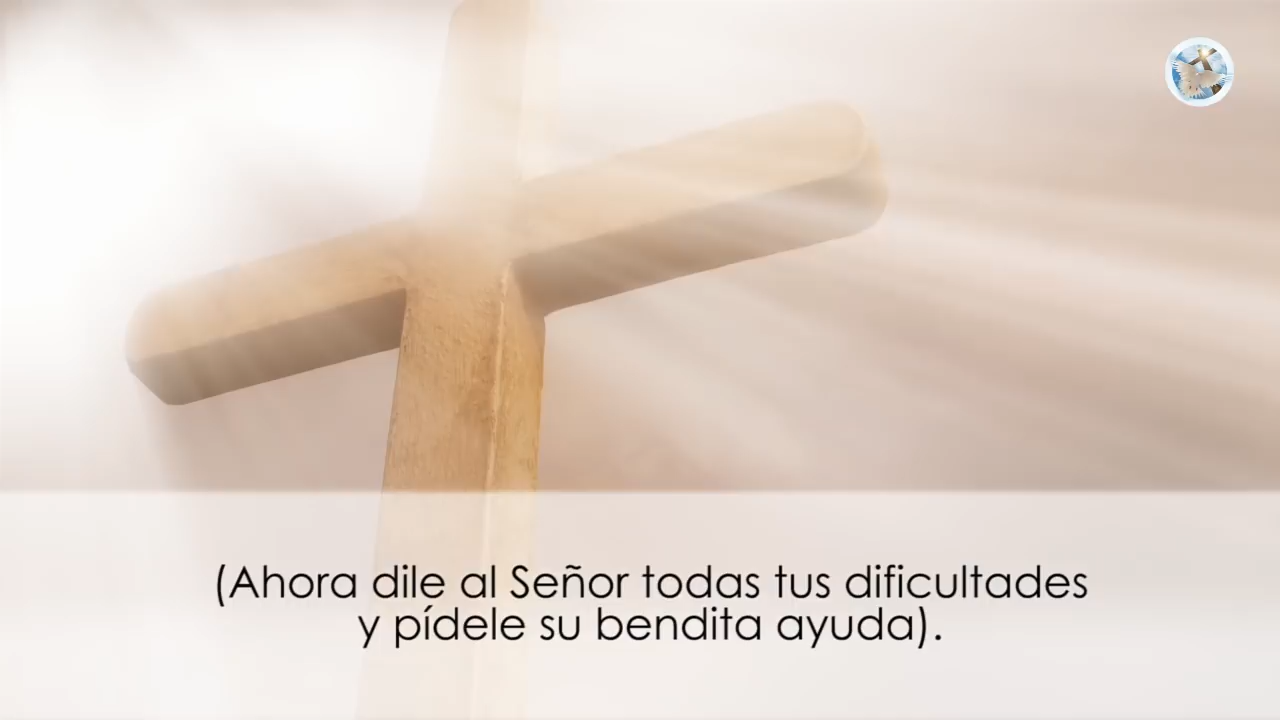 (Ahora dile al Señor todas tus dificultades
y pídele su bendita ayuda).